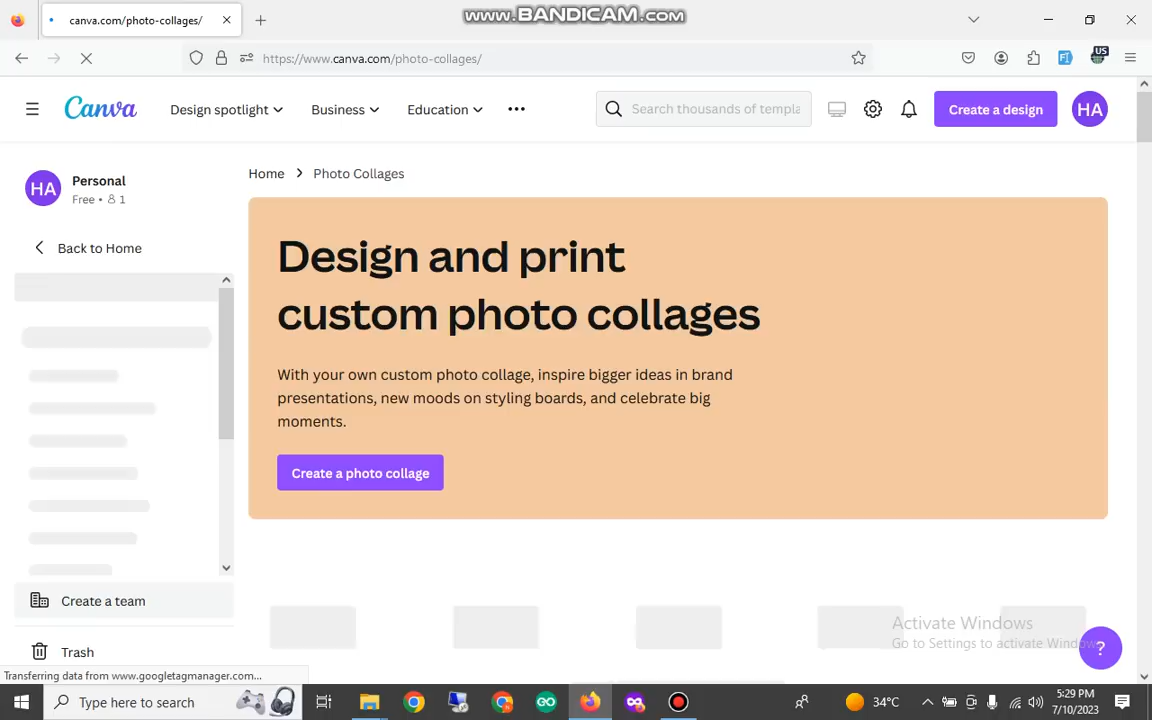 www.BANDICAM.com
canva.com/photo-collages/
https://www.canva.com/photo-collages/
US
Canva
Design spotlight
Business
Education
Search thousands of templa
Create a design
HA
HA
Personal
Free • 1
Home
Photo Collages
Back to Home
Design and print
custom photo collages
With your own custom photo collage, inspire bigger ideas in brand
presentations, new moods on styling boards, and celebrate big
moments.
Create a photo collage
Create a team
Trash
Activate Windows
Go to Settings to activate Windows
?
Transferring data from www.googletagmanager.com...
Type here to search
34°C
5:29 PM
7/10/2023